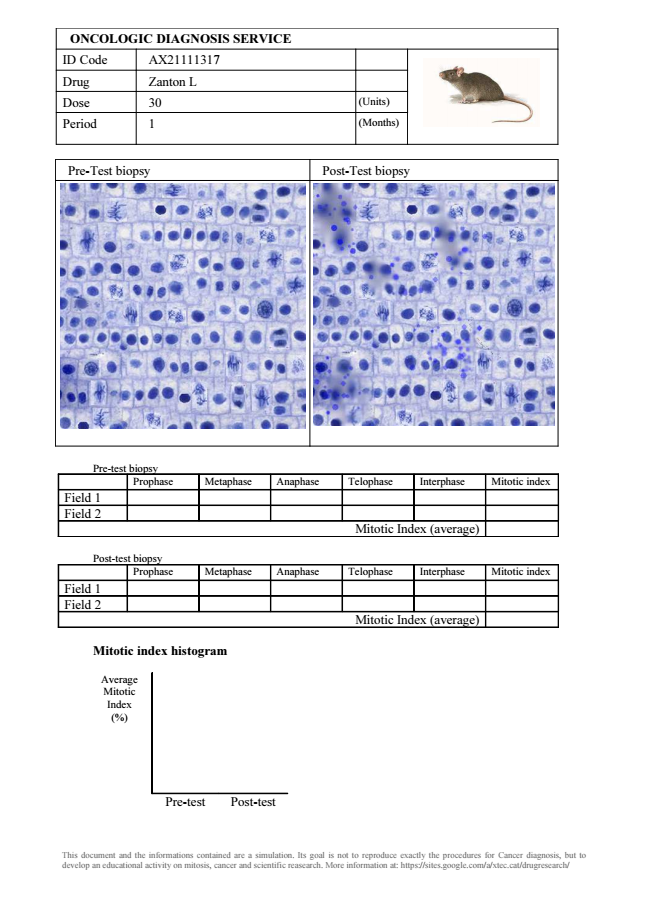 ONCOLOGIC DIAGNOSIS SERVICE
ID Code AX21111317
Drug Zanton L
Dose 30 (Units)
Period 1 (Months)
Pre-Test biopsy Post-Test biopsy
Pre-test biopsy
Prophase Metaphase Anaphase Telophase Interphase Mitotic index
Field 1
Field 2
Mitotic Index (average)
Post-test biopsy
Prophase Metaphase Anaphase Telophase Interphase Mitotic index
Field 1
Field 2
Mitotic Index (average)
Mitotic index histogram
Average
Mitotic
Index
(%)
Pre-test Post-test
This document and the informations contained are a simulation. Its goal is not to reproduce exactly the procedures for Cancer diagnosis, but to
develop an educational activity on mitosis, cancer and scientific reasearch. More information at: https://sites.google.com/a/xtec.cat/drugresearch/